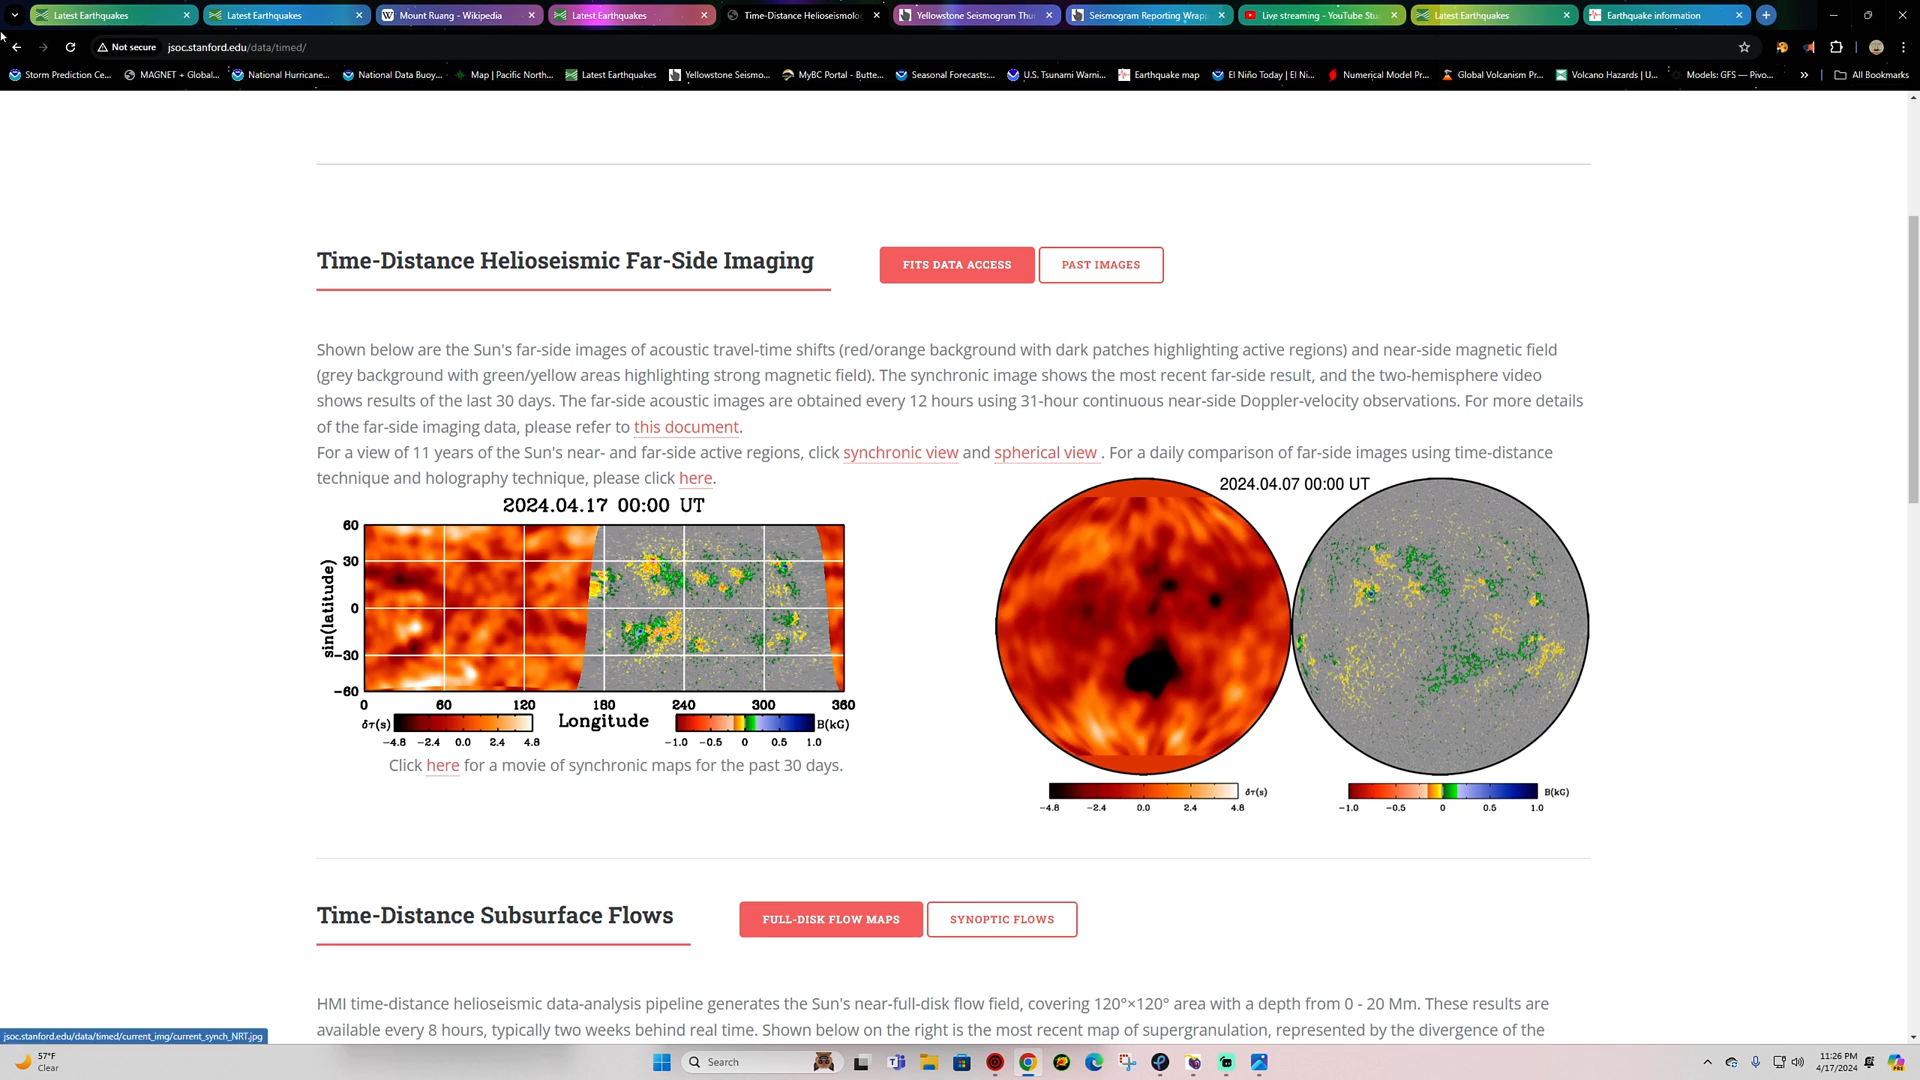 Latest Earthquakes
Latest Earthquakes
Mount Ruang - Wikipedia
Latest Earthquakes
Time-Distance Helioseismolo
Yellowstone Seismogram Thu
Seismogram Reporting Wrapp
Live streaming - YouTube Stu
Latest Earthquakes
Earthquake information
Not secure
jsoc.stanford.edu/data/timed/
Storm Prediction Ce...
MAGNET + Global...
National Hurricane...
National Data Buoy...
Map | Pacific North...
Latest Earthquakes
Yellowstone Seismo...
MyBC Portal - Butte...
Seasonal Forecasts:...
U.S. Tsunami Warni...
Earthquake map
El Niño Today | El Ni...
Numerical Model Pr...
Global Volcanism Pr...
Volcano Hazards | U...
Models: GFS — Pivo...
All Bookmarks
Time-Distance Helioseismic Far-Side Imaging
FITS DATA ACCESS
PAST IMAGES
Shown below are the Sun's far-side images of acoustic travel-time shifts (red/orange background with dark patches highlighting active regions) and near-side magnetic field
(grey background with green/yellow areas highlighting strong magnetic field). The synchronic image shows the most recent far-side result, and the two-hemisphere video
shows results of the last 30 days. The far-side acoustic images are obtained every 12 hours using 31-hour continuous near-side Doppler-velocity observations. For more details
of the far-side imaging data, please refer to this document.
For a view of 11 years of the Sun's near- and far-side active regions, click synchronic view and spherical view . For a daily comparison of far-side images using time-distance
technique and holography technique, please click here.
2024.04.17 00:00 UT
60
30
0
-30
-60
sin(latitude)
0 60 120 180 240 300 360
Longitude
δτ(s)
-4.8 -2.4 0.0 2.4 4.8
B(kG)
-1.0 -0.5 0 0.5 1.0
Click here for a movie of synchronic maps for the past 30 days.
2024.04.07 00:00 UT
δτ(s)
-4.8 -2.4 0.0 2.4 4.8
B(kG)
-1.0 -0.5 0 0.5 1.0
Time-Distance Subsurface Flows
FULL-DISK FLOW MAPS
SYNOPTIC FLOWS
HMI time-distance helioseismic data-analysis pipeline generates the Sun's near-full-disk flow field, covering 120°×120° area with a depth from 0 - 20 Mm. These results are
available every 8 hours, typically two weeks behind real time. Shown below on the right is the most recent map of supergranulation, represented by the divergence of the
jsoc.stanford.edu/data/timed/current_img/current_synch_NRT.jpg
57°F
Clear
Search
11:26 PM
4/17/2024